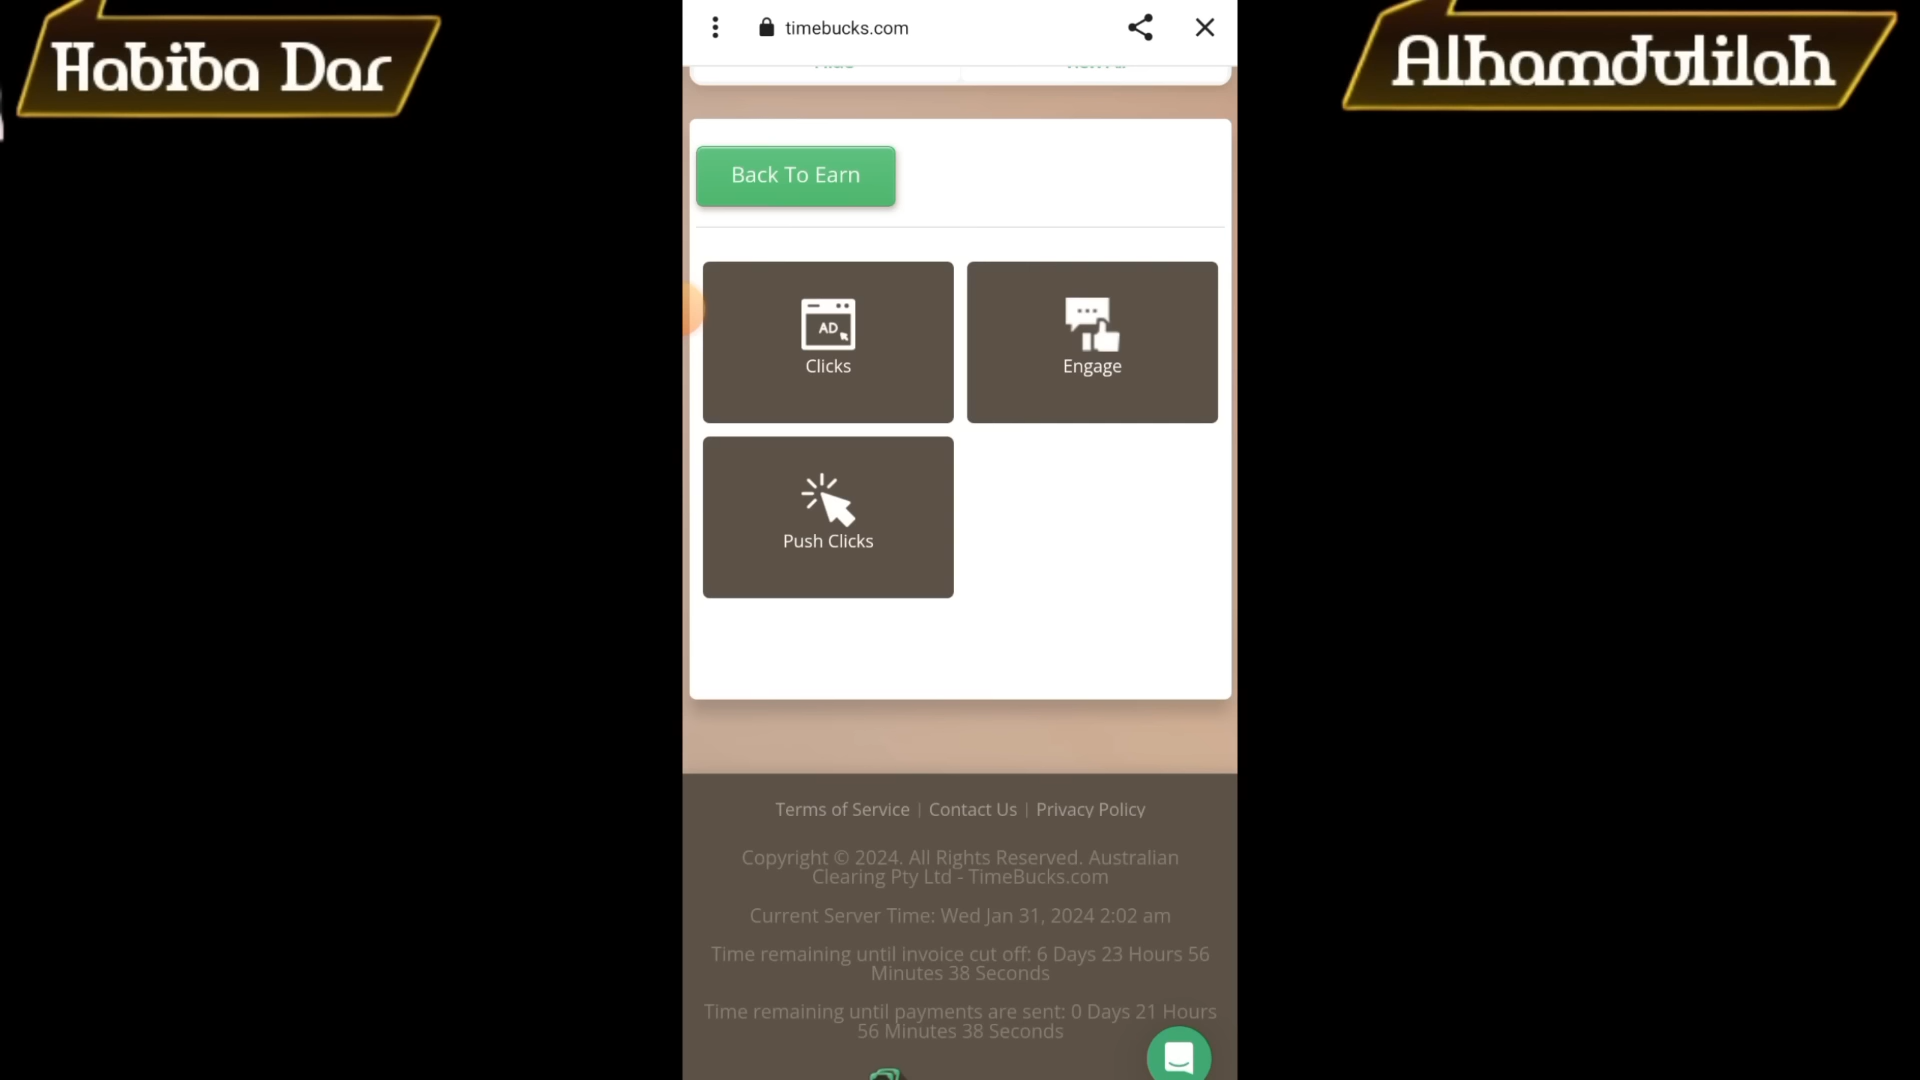 Habiba Dar
Alhamdulilah
timebucks.com
Back To Earn
AD
Clicks
Engage
Push Clicks
Terms of Service | Contact Us | Privacy Policy
Copyright © 2024. All Rights Reserved. Australian
Clearing Pty Ltd - TimeBucks.com
Current Server Time: Wed Jan 31, 2024 2:02 am
Time remaining until invoice cut off: 6 Days 23 Hours 56
Minutes 38 Seconds
Time remaining until payments are sent: 0 Days 21 Hours
56 Minutes 38 Seconds